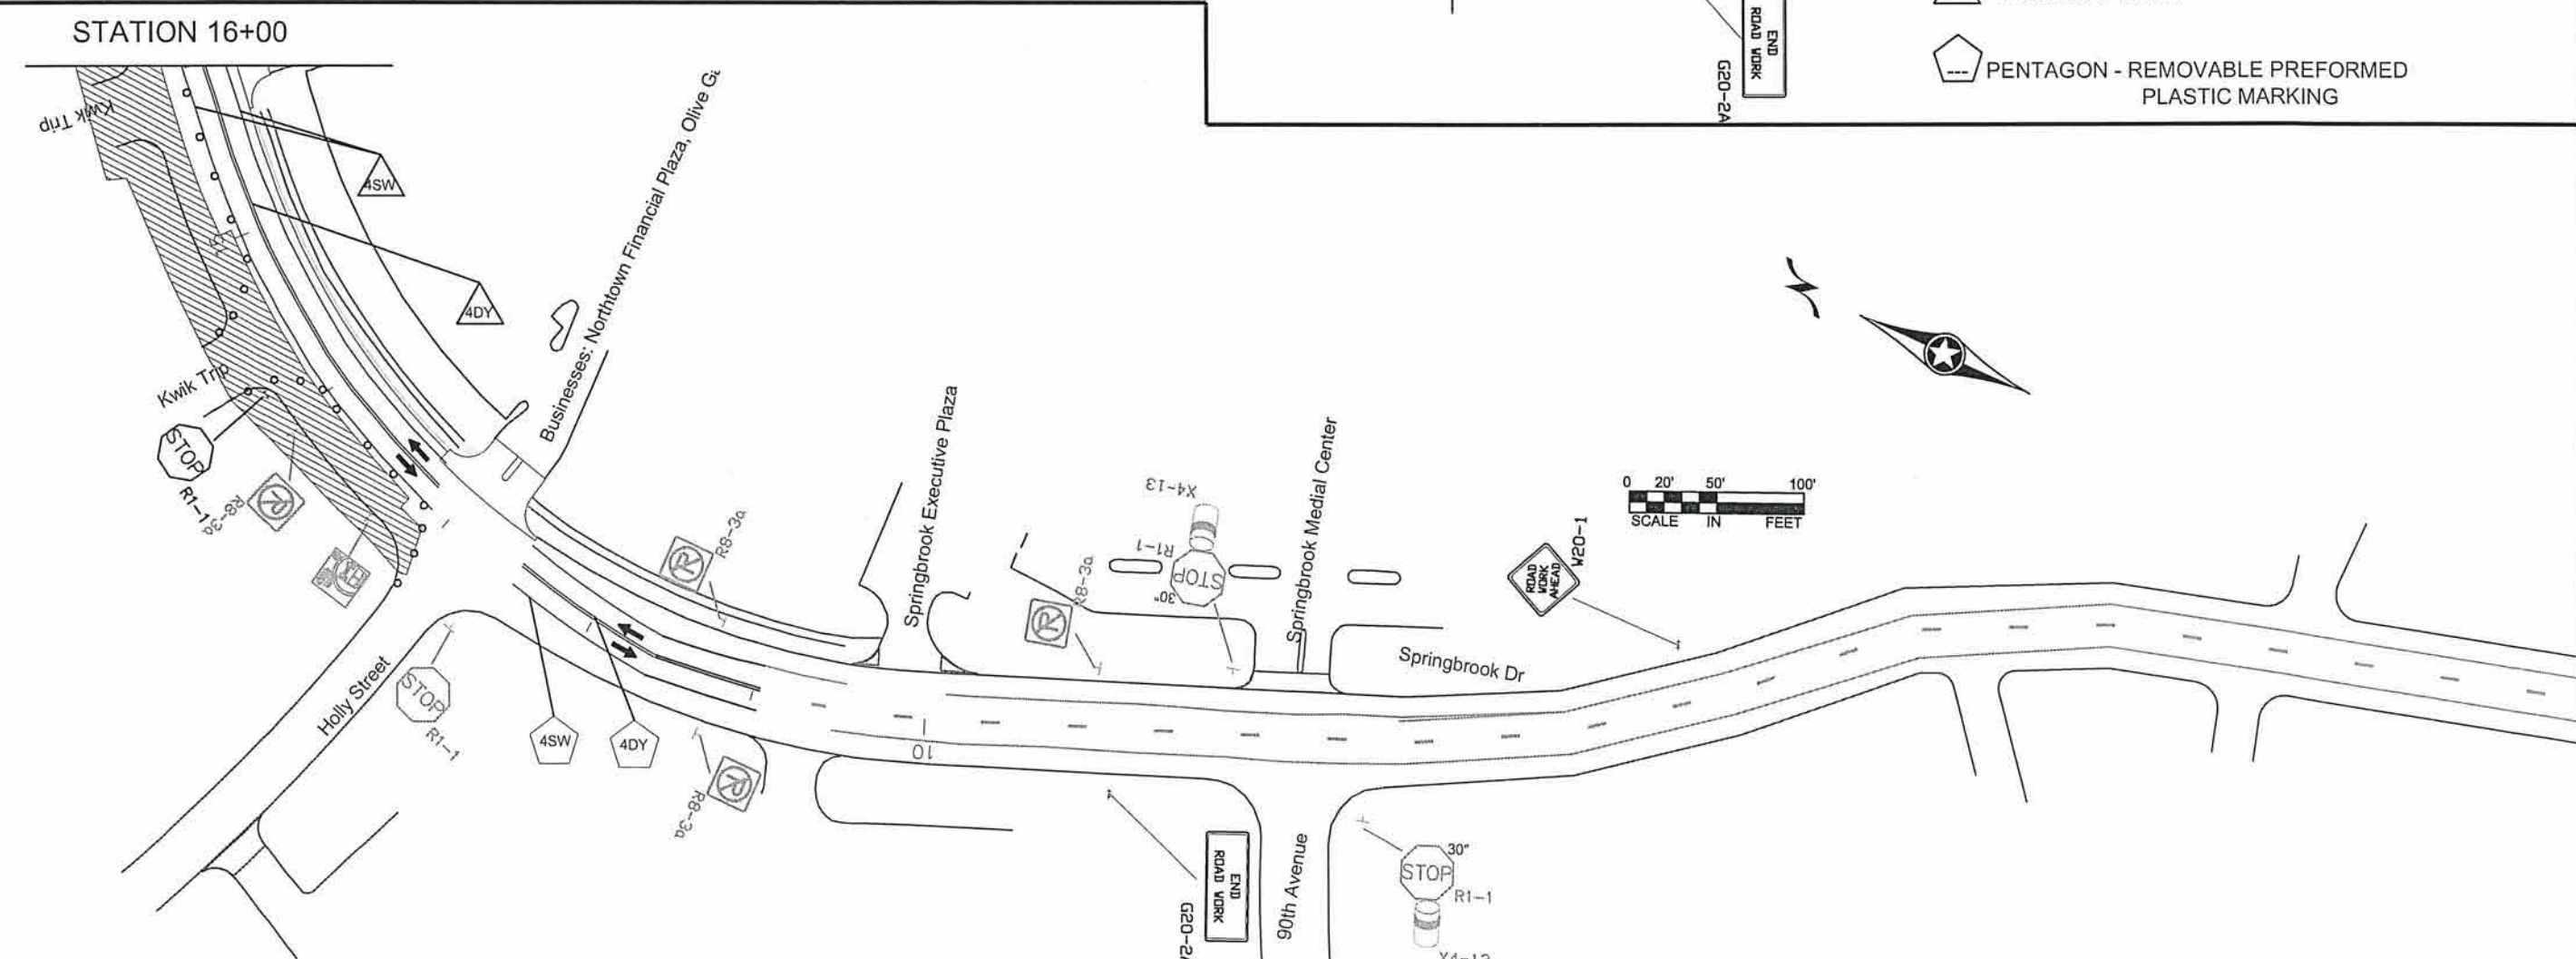 STATION 16+00
END
ROAD WORK
G20-2A
PENTAGON - REMOVABLE PREFORMED
PLASTIC MARKING
Kwik Trip
4SW
4DY
15
Businesses: Northtown Financial Plaza, Olive
Kwik Trip
STOP
R1-1
R8-3a
R8-3a
Springbrook Executive Plaza
X4-13
R1-1
STOP
30"
R8-3a
Springbrook Medial Center
0 20' 50' 100'
SCALE IN FEET
ROAD
WORK
AHEAD
W20-1
Springbrook Dr
Holly Street
STOP
R1-1
4SW
4DY
R8-3a
10
END
ROAD WORK
90th Avenue
30"
STOP
R1-1